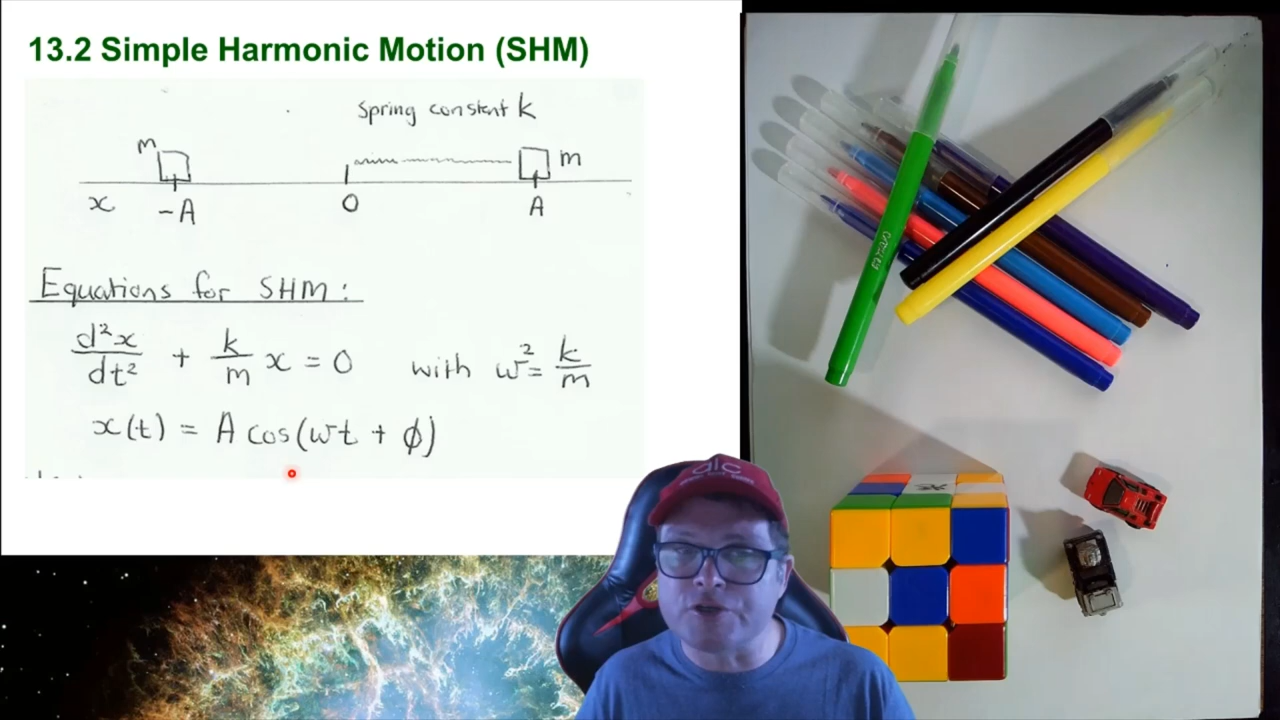 13.2 Simple Harmonic Motion (SHM)
Spring constant k
m
m
x
-A
0
A
Equations for SHM:
d²x/dt² + k/m x = 0 with ω² = k/m
x(t) = A cos(ωt + φ)